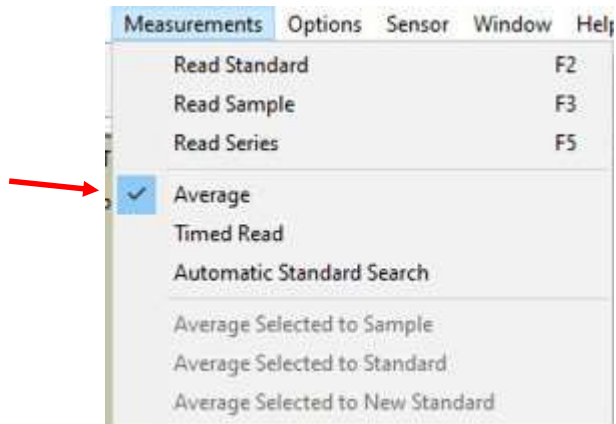 Measurements Options Sensor Window Help
Read Standard F2
Read Sample F3
Read Series F5
Average
Timed Read
Automatic Standard Search
Average Selected to Sample
Average Selected to Standard
Average Selected to New Standard